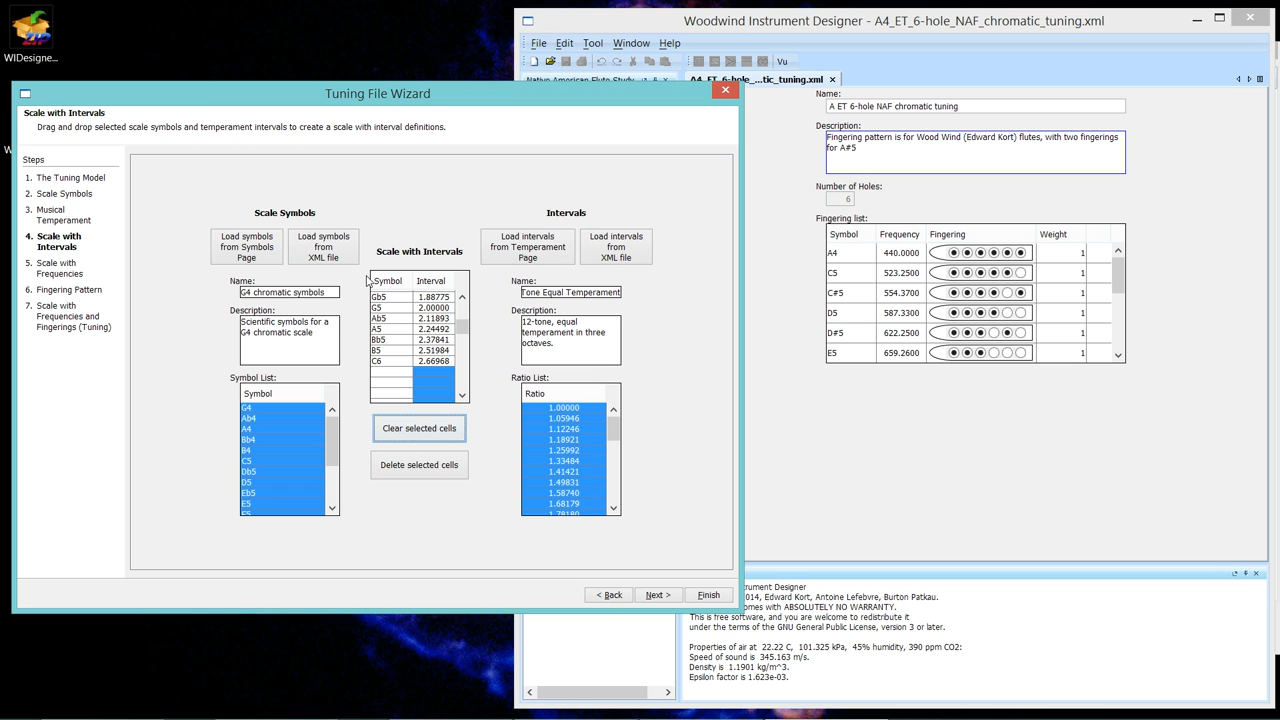 WIDesigne...
Woodwind Instrument Designer - A4_ET_6-hole_NAF_chromatic_tuning.xml
File Edit Tool Window Help
Vu
Native American Flute Study
A4_ET_6-hole_...tic_tuning.xml
Name:
A ET 6-hole NAF chromatic tuning
Description:
Fingering pattern is for Wood Wind (Edward Kort) flutes, with two fingerings
for A#5
Number of Holes:
6
Fingering list:
Symbol Frequency Fingering Weight
A4 440.0000 1
C5 523.2500 1
C#5 554.3700 1
D5 587.3300 1
D#5 622.2500 1
E5 659.2600 1
Tuning File Wizard
Scale with Intervals
Drag and drop selected scale symbols and temperament intervals to create a scale with interval definitions.
Steps
1. The Tuning Model
2. Scale Symbols
3. Musical
Temperament
4. Scale with
Intervals
5. Scale with
Frequencies
6. Fingering Pattern
7. Scale with
Frequencies and
Fingerings (Tuning)
Scale Symbols
Load symbols
from Symbols
Page
Load symbols
from
XML file
Name:
G4 chromatic symbols
Description:
Scientific symbols for a
G4 chromatic scale
Symbol List:
Symbol
G4
Ab4
A4
Bb4
B4
C5
Db5
D5
Eb5
E5
F5
Scale with Intervals
Symbol Interval
Gb5 1.88775
G5 2.00000
Ab5 2.11893
A5 2.24492
Bb5 2.37841
B5 2.51984
C6 2.66968
Clear selected cells
Delete selected cells
Intervals
Load intervals
from Temperament
Page
Load intervals
from
XML file
Name:
Tone Equal Temperament
Description:
12-tone, equal
temperament in three
octaves.
Ratio List:
Ratio
1.00000
1.05946
1.12246
1.18921
1.25992
1.33484
1.41421
1.49831
1.58740
1.68179
1.78180
< Back
Next >
Finish
strument Designer
014, Edward Kort, Antoine Lefebvre, Burton Patkau.
comes with ABSOLUTELY NO WARRANTY.
This is free software, and you are welcome to redistribute it
under the terms of the GNU General Public License, version 3 or later.
Properties of air at 22.22 C, 101.325 kPa, 45% humidity, 390 ppm CO2:
Speed of sound is 345.163 m/s.
Density is 1.1901 kg/m^3.
Epsilon factor is 1.623e-03.